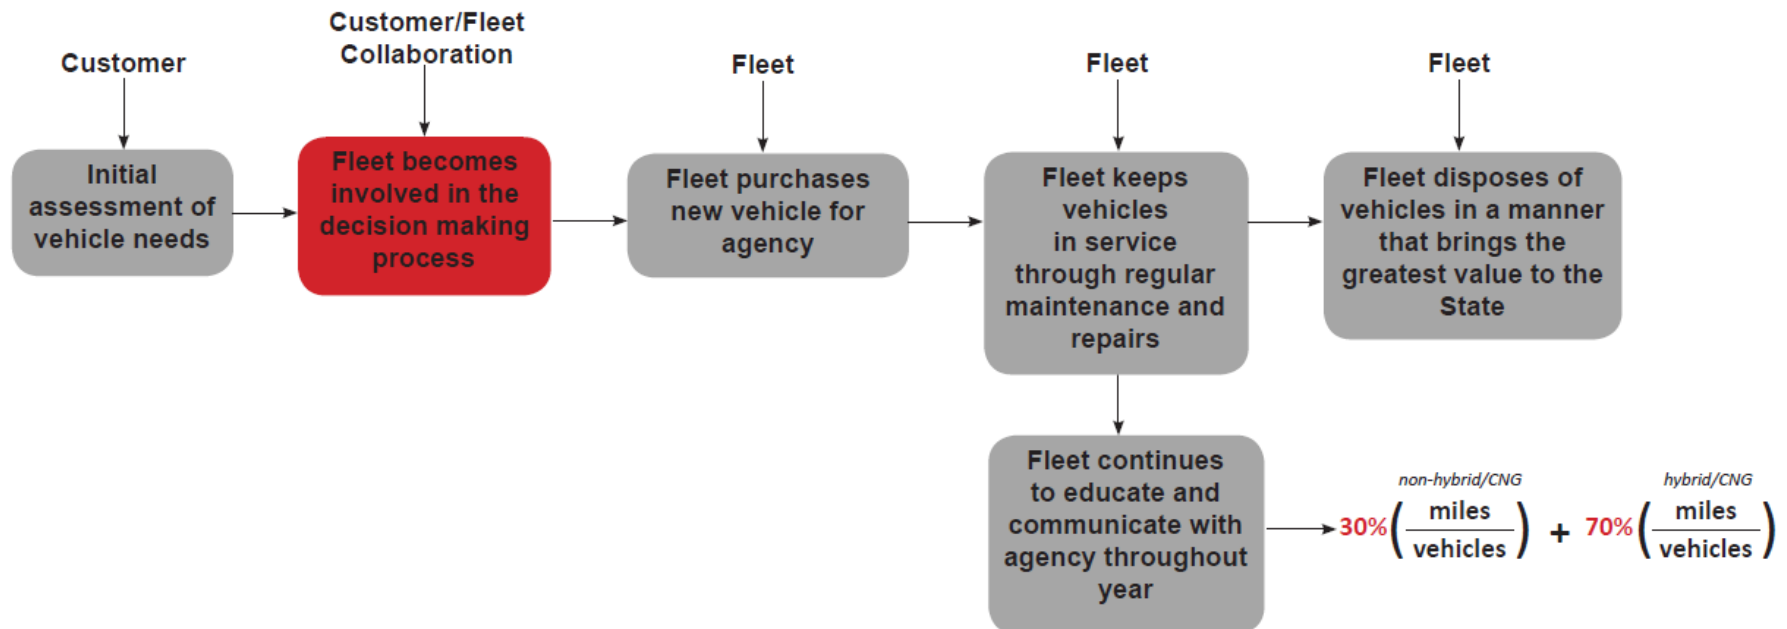 Customer
Customer/Fleet
Collaboration
Fleet
Fleet
Fleet
Initial
assessment of
vehicle needs
Fleet becomes
involved in the
decision making
process
Fleet purchases
new vehicle for
agency
Fleet keeps
vehicles
in service
through regular
maintenance and
repairs
Fleet disposes of
vehicles in a manner
that brings the
greatest value to the
State
Fleet continues
to educate and
communicate with
agency throughout
year
non-hybrid/CNG
30% ( miles
vehicles )
+
hybrid/CNG
70% ( miles
vehicles )